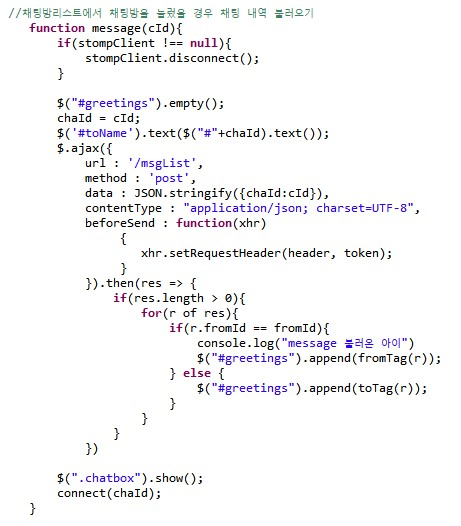 //채팅방리스트에서 채팅방을 눌렀을 경우 채팅 내역 불러오기
function message(cId){
if(stompClient !== null){
stompClient.disconnect();
}
$("#greetings").empty();
chaId = cId;
$('#toName').text($("#"+chaId).text());
$.ajax({
url : '/msgList',
method : 'post',
data : JSON.stringify({chaId:cId}),
contentType : "application/json; charset=UTF-8",
beforeSend : function(xhr)
{
xhr.setRequestHeader(header, token);
}
}).then(res => {
if(res.length > 0){
for(r of res){
if(r.fromId == fromId){
console.log("message 불러온 아이")
$("#greetings").append(fromTag(r));
} else {
$("#greetings").append(toTag(r));
}
}
}
})
$(".chatbox").show();
connect(chaId);
}